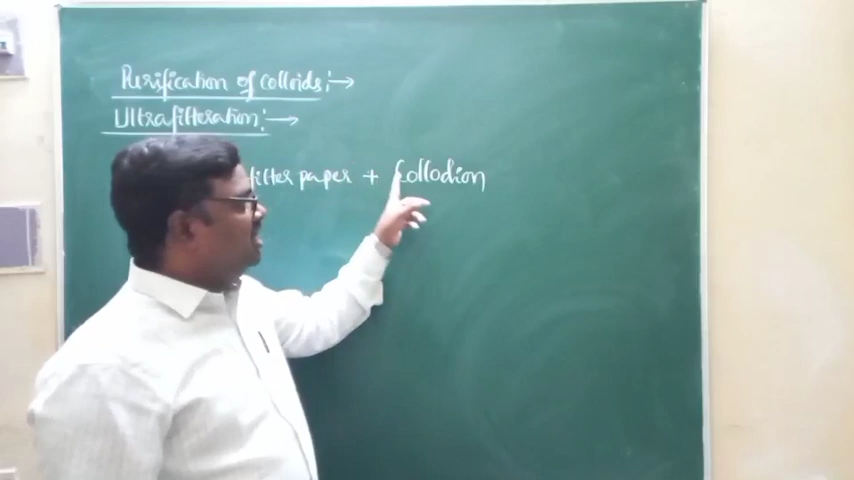 Purification of colloids:→
Ultrafilteration:→
filter paper + Collodion